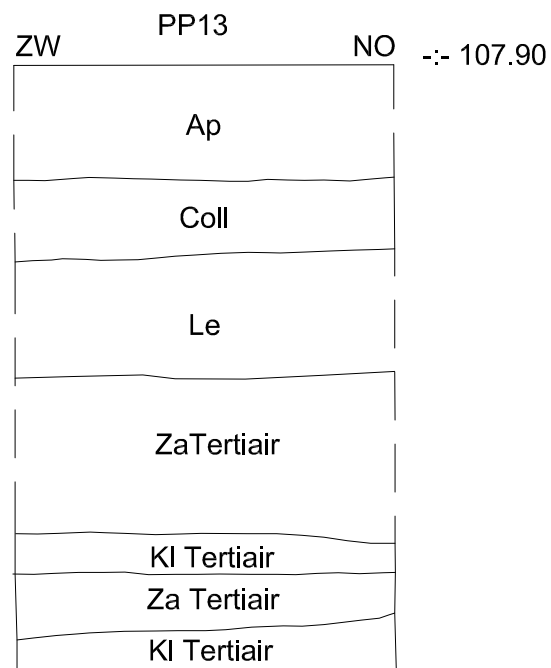 PP13
ZW NO -:- 107.90
Ap
Coll
Le
ZaTertiair
Kl Tertiair
Za Tertiair
Kl Tertiair